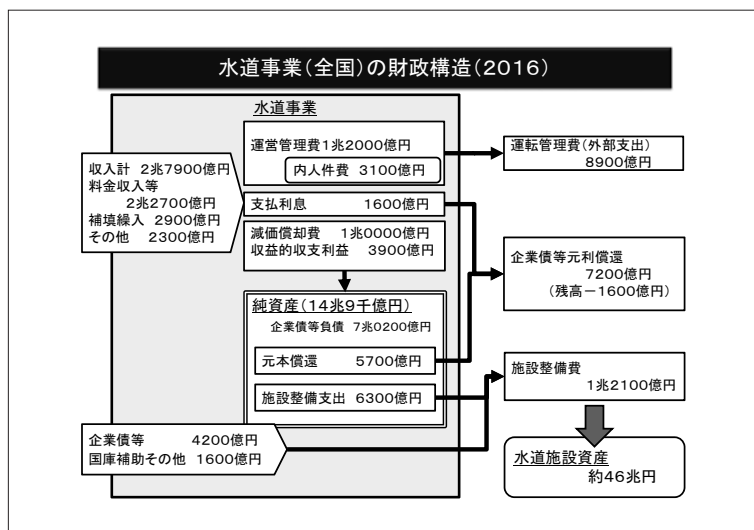 水道事業（全国）の財政構造（2016）
水道事業
運営管理費1兆2000億円
内人件費 3100億円
運転管理費（外部支出）
8900億円
収入計 2兆7900億円
料金収入等
2兆2700億円
補填繰入 2900億円
その他 2300億円
支払利息 1600億円
減価償却費 1兆0000億円
収益的収支利益 3900億円
企業債等元利償還
7200億円
（残高－1600億円）
純資産（14兆9千億円）
企業債等負債 7兆0200億円
元本償還 5700億円
施設整備支出 6300億円
施設整備費
1兆2100億円
企業債等 4200億円
国庫補助その他 1600億円
水道施設資産
約46兆円